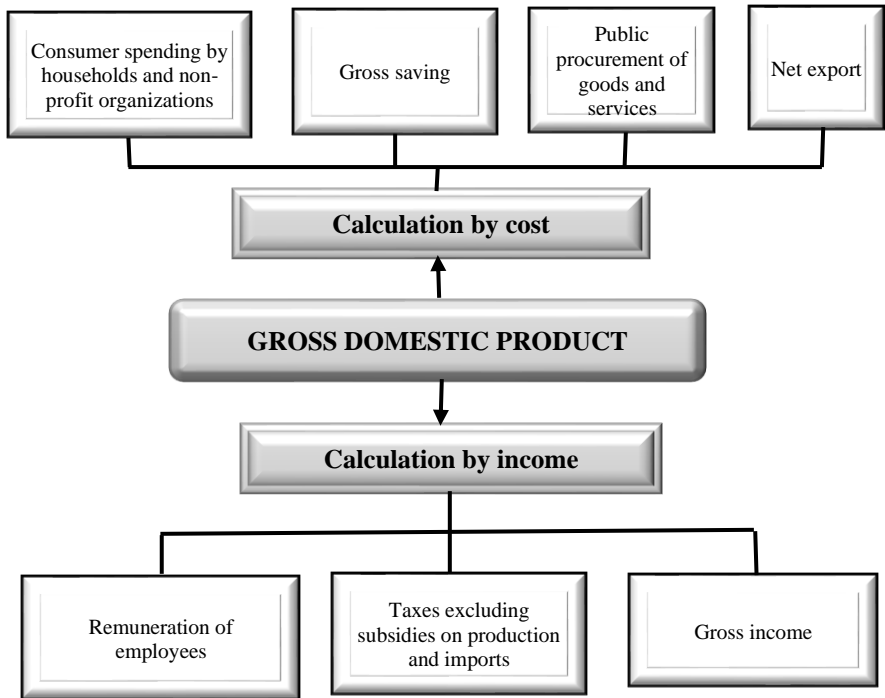 Consumer spending by
households and non-
profit organizations
Gross saving
Public
procurement of
goods and
services
Net export
Calculation by cost
GROSS DOMESTIC PRODUCT
Calculation by income
Remuneration of
employees
Taxes excluding
subsidies on production
and imports
Gross income